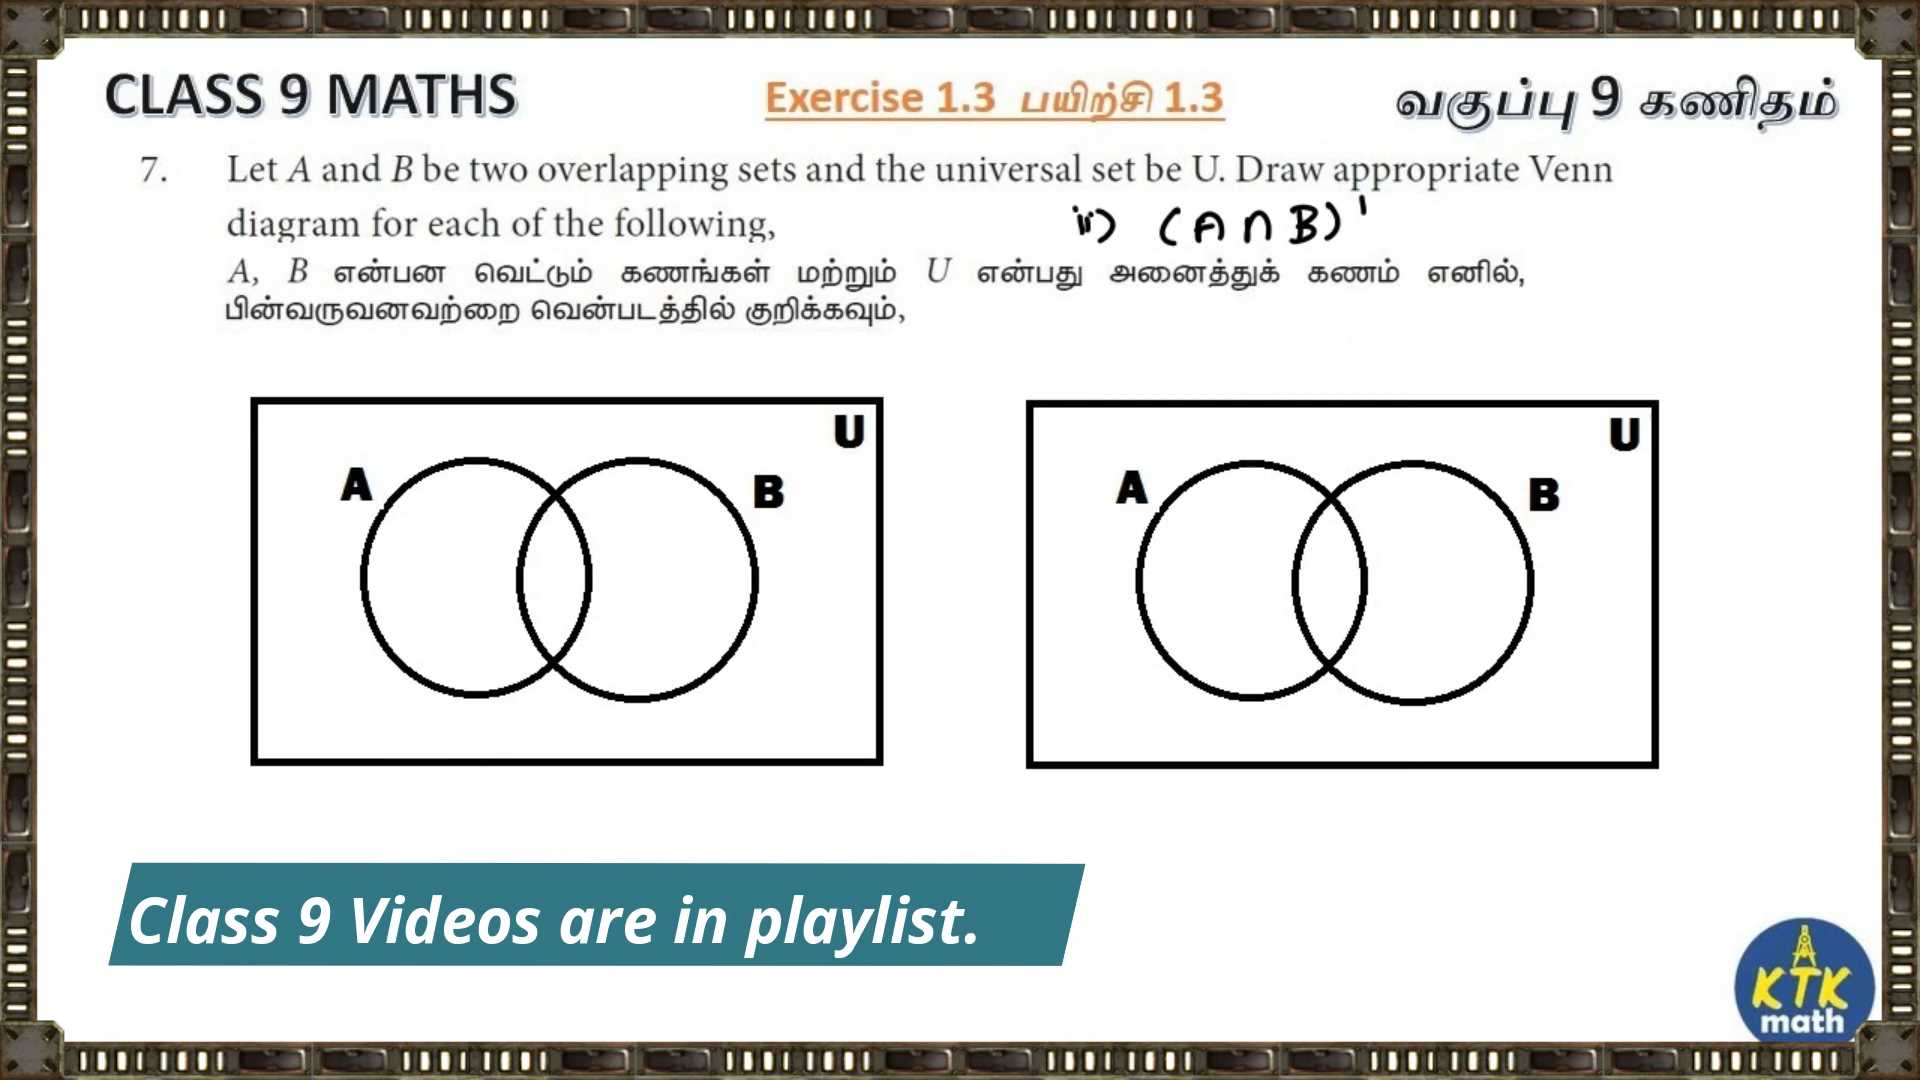 CLASS 9 MATHS
Exercise 1.3 பயிற்சி 1.3
வகுப்பு 9 கணிதம்
7. Let A and B be two overlapping sets and the universal set be U. Draw appropriate Venn
diagram for each of the following,
ii) (A ∩ B)'
A, B என்பன வெட்டும் கணங்கள் மற்றும் U என்பது அனைத்துக் கணம் எனில்,
பின்வருவனவற்றை வென்படத்தில் குறிக்கவும்,
U
A
B
U
A
B
Class 9 Videos are in playlist.
KTK
math